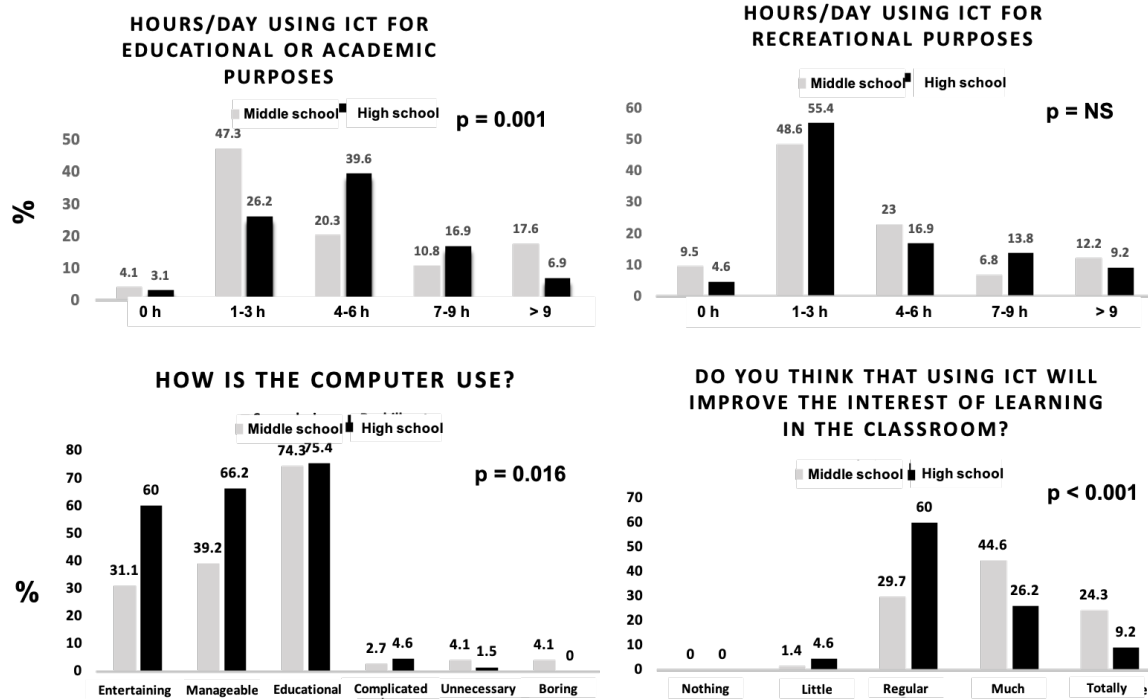 HOURS/DAY USING ICT FOR
EDUCATIONAL OR ACADEMIC
PURPOSES
Middle school High school
p = 0.001
%
50
40
30
20
10
0
4.1 3.1 47.3 26.2 20.3 39.6 10.8 16.9 17.6 6.9
0 h 1-3 h 4-6 h 7-9 h > 9
HOURS/DAY USING ICT FOR
RECREATIONAL PURPOSES
Middle school High school
p = NS
60
50
40
30
20
10
0
9.5 4.6 48.6 55.4 23 16.9 6.8 13.8 12.2 9.2
0 h 1-3 h 4-6 h 7-9 h > 9
HOW IS THE COMPUTER USE?
Middle school High school
p = 0.016
%
80
70
60
50
40
30
20
10
0
31.1 60 39.2 66.2 74.3 75.4 2.7 4.6 4.1 1.5 4.1 0
Entertaining Manageable Educational Complicated Unnecessary Boring
DO YOU THINK THAT USING ICT WILL
IMPROVE THE INTEREST OF LEARNING
IN THE CLASSROOM?
Middle school High school
p < 0.001
70
60
50
40
30
20
10
0
0 0 1.4 4.6 29.7 60 44.6 26.2 24.3 9.2
Nothing Little Regular Much Totally